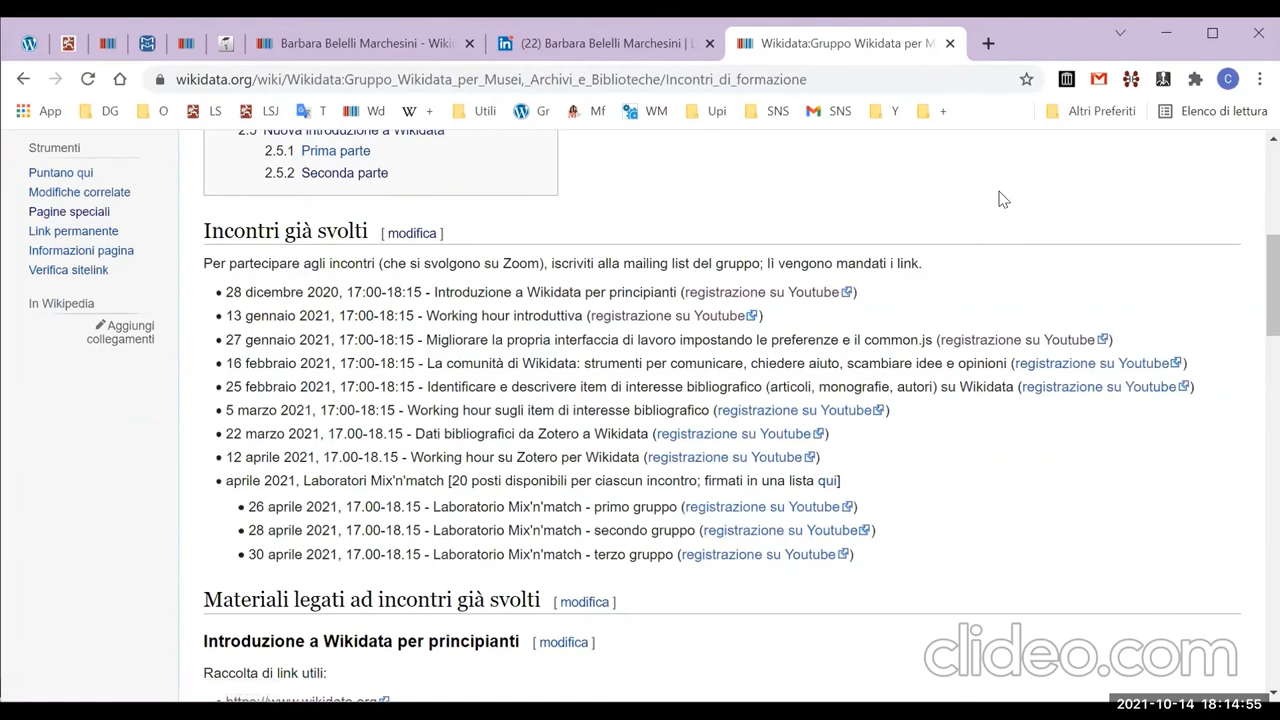 Barbara Belelli Marchesini - Wiki
(22) Barbara Belelli Marchesini | L
Wikidata:Gruppo Wikidata per M
wikidata.org/wiki/Wikidata:Gruppo_Wikidata_per_Musei,_Archivi_e_Biblioteche/Incontri_di_formazione
C
App DG O LS LSJ T Wd + Utili Gr Mf WM Upi SNS SNS Y + Altri Preferiti Elenco di lettura
Strumenti
Puntano qui
Modifiche correlate
Pagine speciali
Link permanente
Informazioni pagina
Verifica sitelink
In Wikipedia
Aggiungi
collegamenti
2.5 Nuova introduzione a Wikidata
2.5.1 Prima parte
2.5.2 Seconda parte
Incontri già svolti [ modifica ]
Per partecipare agli incontri (che si svolgono su Zoom), iscriviti alla mailing list del gruppo; lì vengono mandati i link.
• 28 dicembre 2020, 17:00-18:15 - Introduzione a Wikidata per principianti (registrazione su Youtube)
• 13 gennaio 2021, 17:00-18:15 - Working hour introduttiva (registrazione su Youtube)
• 27 gennaio 2021, 17:00-18:15 - Migliorare la propria interfaccia di lavoro impostando le preferenze e il common.js (registrazione su Youtube)
• 16 febbraio 2021, 17:00-18:15 - La comunità di Wikidata: strumenti per comunicare, chiedere aiuto, scambiare idee e opinioni (registrazione su Youtube)
• 25 febbraio 2021, 17:00-18:15 - Identificare e descrivere item di interesse bibliografico (articoli, monografie, autori) su Wikidata (registrazione su Youtube)
• 5 marzo 2021, 17:00-18:15 - Working hour sugli item di interesse bibliografico (registrazione su Youtube)
• 22 marzo 2021, 17.00-18.15 - Dati bibliografici da Zotero a Wikidata (registrazione su Youtube)
• 12 aprile 2021, 17.00-18.15 - Working hour su Zotero per Wikidata (registrazione su Youtube)
• aprile 2021, Laboratori Mix'n'match [20 posti disponibili per ciascun incontro; firmati in una lista qui]
• 26 aprile 2021, 17.00-18.15 - Laboratorio Mix'n'match - primo gruppo (registrazione su Youtube)
• 28 aprile 2021, 17.00-18.15 - Laboratorio Mix'n'match - secondo gruppo (registrazione su Youtube)
• 30 aprile 2021, 17.00-18.15 - Laboratorio Mix'n'match - terzo gruppo (registrazione su Youtube)
Materiali legati ad incontri già svolti [ modifica ]
Introduzione a Wikidata per principianti [ modifica ]
Raccolta di link utili:
• https://www.wikidata.org
clideo.com
2021-10-14 18:14:55